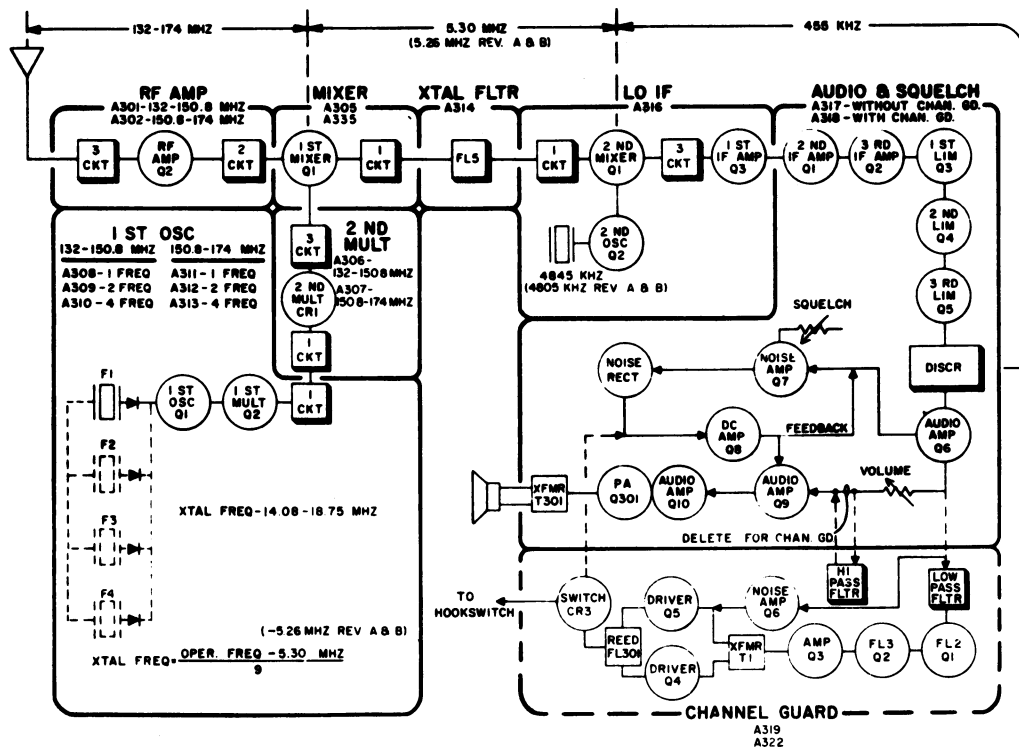 132-174 MHZ
5.30 MHZ
(5.26 MHZ REV. A & B)
455 KHZ
RF AMP
A301-132-150.8 MHZ
A302-150.8-174 MHZ
MIXER
A305
A335
XTAL FLTR
A314
LO IF
A316
AUDIO & SQUELCH
A317-WITHOUT CHAN. GD.
A318-WITH CHAN. GD.
3
CKT
RF
AMP
Q2
2
CKT
1 ST
MIXER
Q1
1
CKT
FL5
1
CKT
2 ND
MIXER
Q1
3
CKT
1 ST
IF AMP
Q3
2 ND
IF AMP
Q1
3 RD
IF AMP
Q2
1 ST
LIM
Q3
1 ST OSC
132-150.8 MHZ
150.8-174 MHZ
A308-1 FREQ
A311-1 FREQ
A309-2 FREQ
A312-2 FREQ
A310-4 FREQ
A313-4 FREQ
3
CKT
2 ND
MULT
A306-
132-150.8MHZ
A307-
150.8-174MHZ
2 ND
MULT
CR1
1
CKT
2 ND
OSC
Q2
4845 KHZ
(4805 KHZ REV A & B)
2 ND
LIM
Q4
3 RD
LIM
Q5
SQUELCH
NOISE
RECT
NOISE
AMP
Q7
DISCR
F1
1 ST
OSC
Q1
1 ST
MULT
Q2
1
CKT
DC
AMP
Q8
FEEDBACK
AUDIO
AMP
Q6
F2
XFMR
T301
PA
Q301
AUDIO
AMP
Q10
AUDIO
AMP
Q9
VOLUME
XTAL FREQ-14.08-18.75 MHZ
F3
DELETE FOR CHAN. GD.
F4
HI
PASS
FLTR
LOW
PASS
FLTR
TO
HOOKSWITCH
SWITCH
CR3
DRIVER
Q5
NOISE
AMP
Q6
(-5.26 MHZ REV A & B)
XTAL FREQ=
OPER. FREQ -5.30 MHZ
9
REED
FL301
DRIVER
Q4
XFMR
T1
AMP
Q3
FL3
Q2
FL2
Q1
CHANNEL GUARD
A319
A322